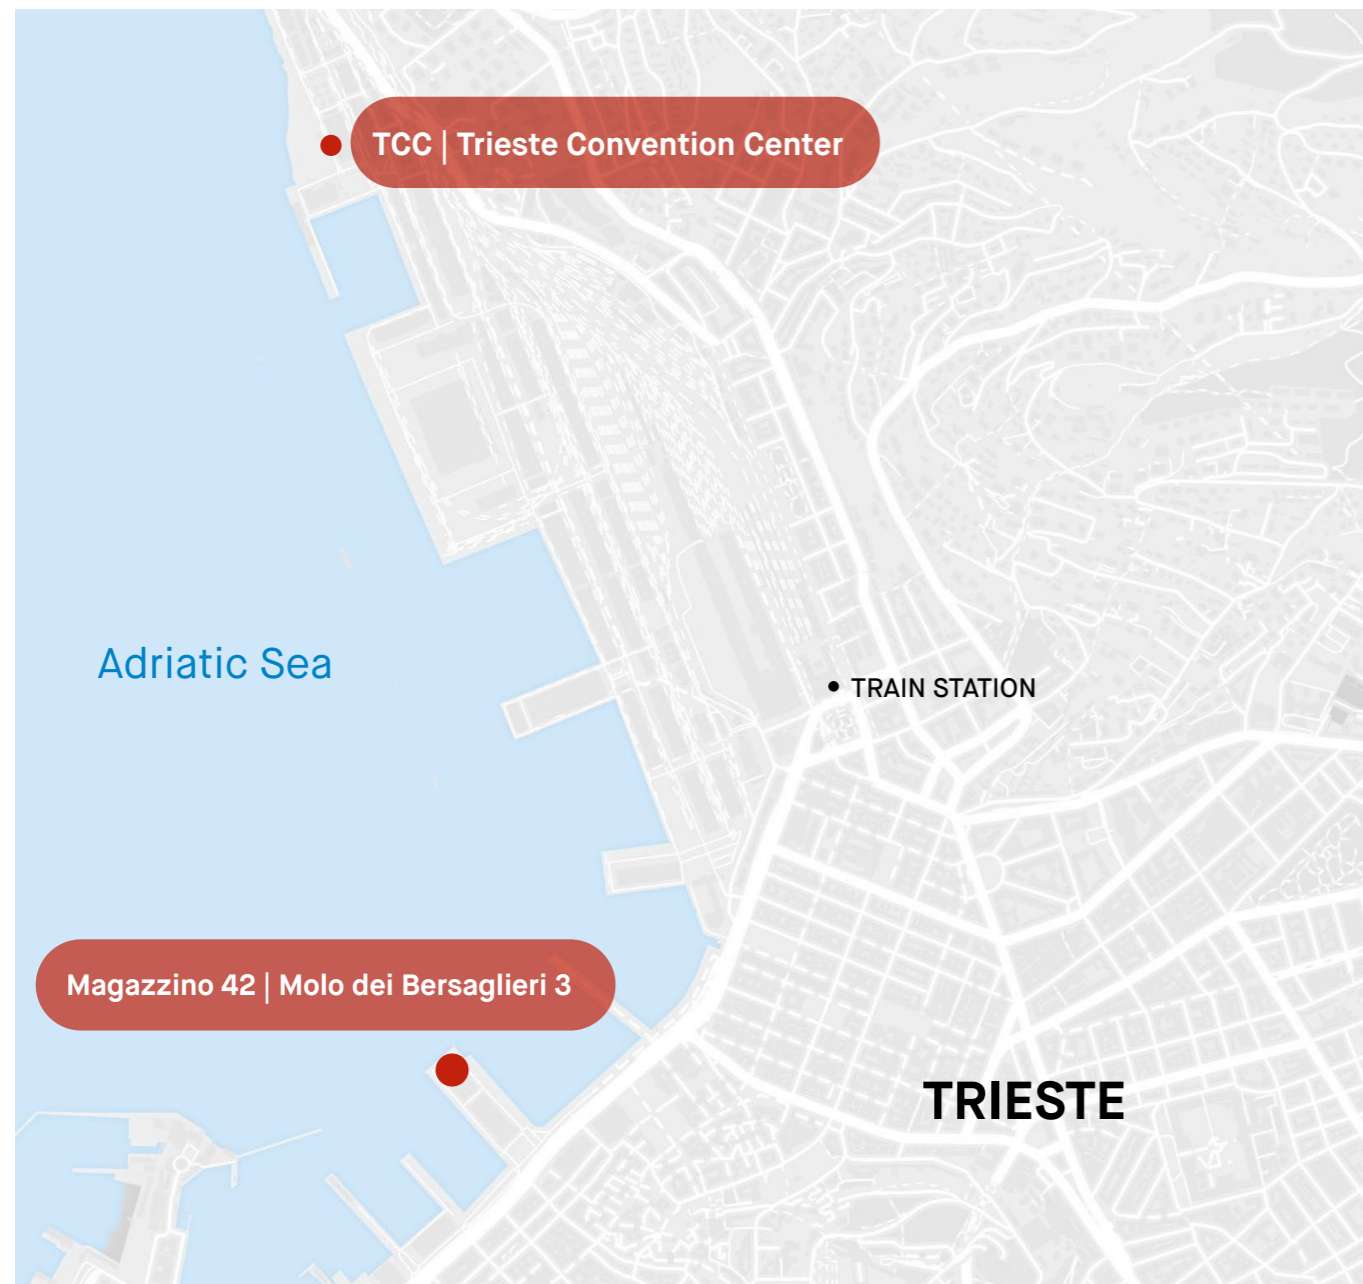 TCC | Trieste Convention Center
Adriatic Sea
TRAIN STATION
Magazzino 42 | Molo dei Bersaglieri 3
TRIESTE